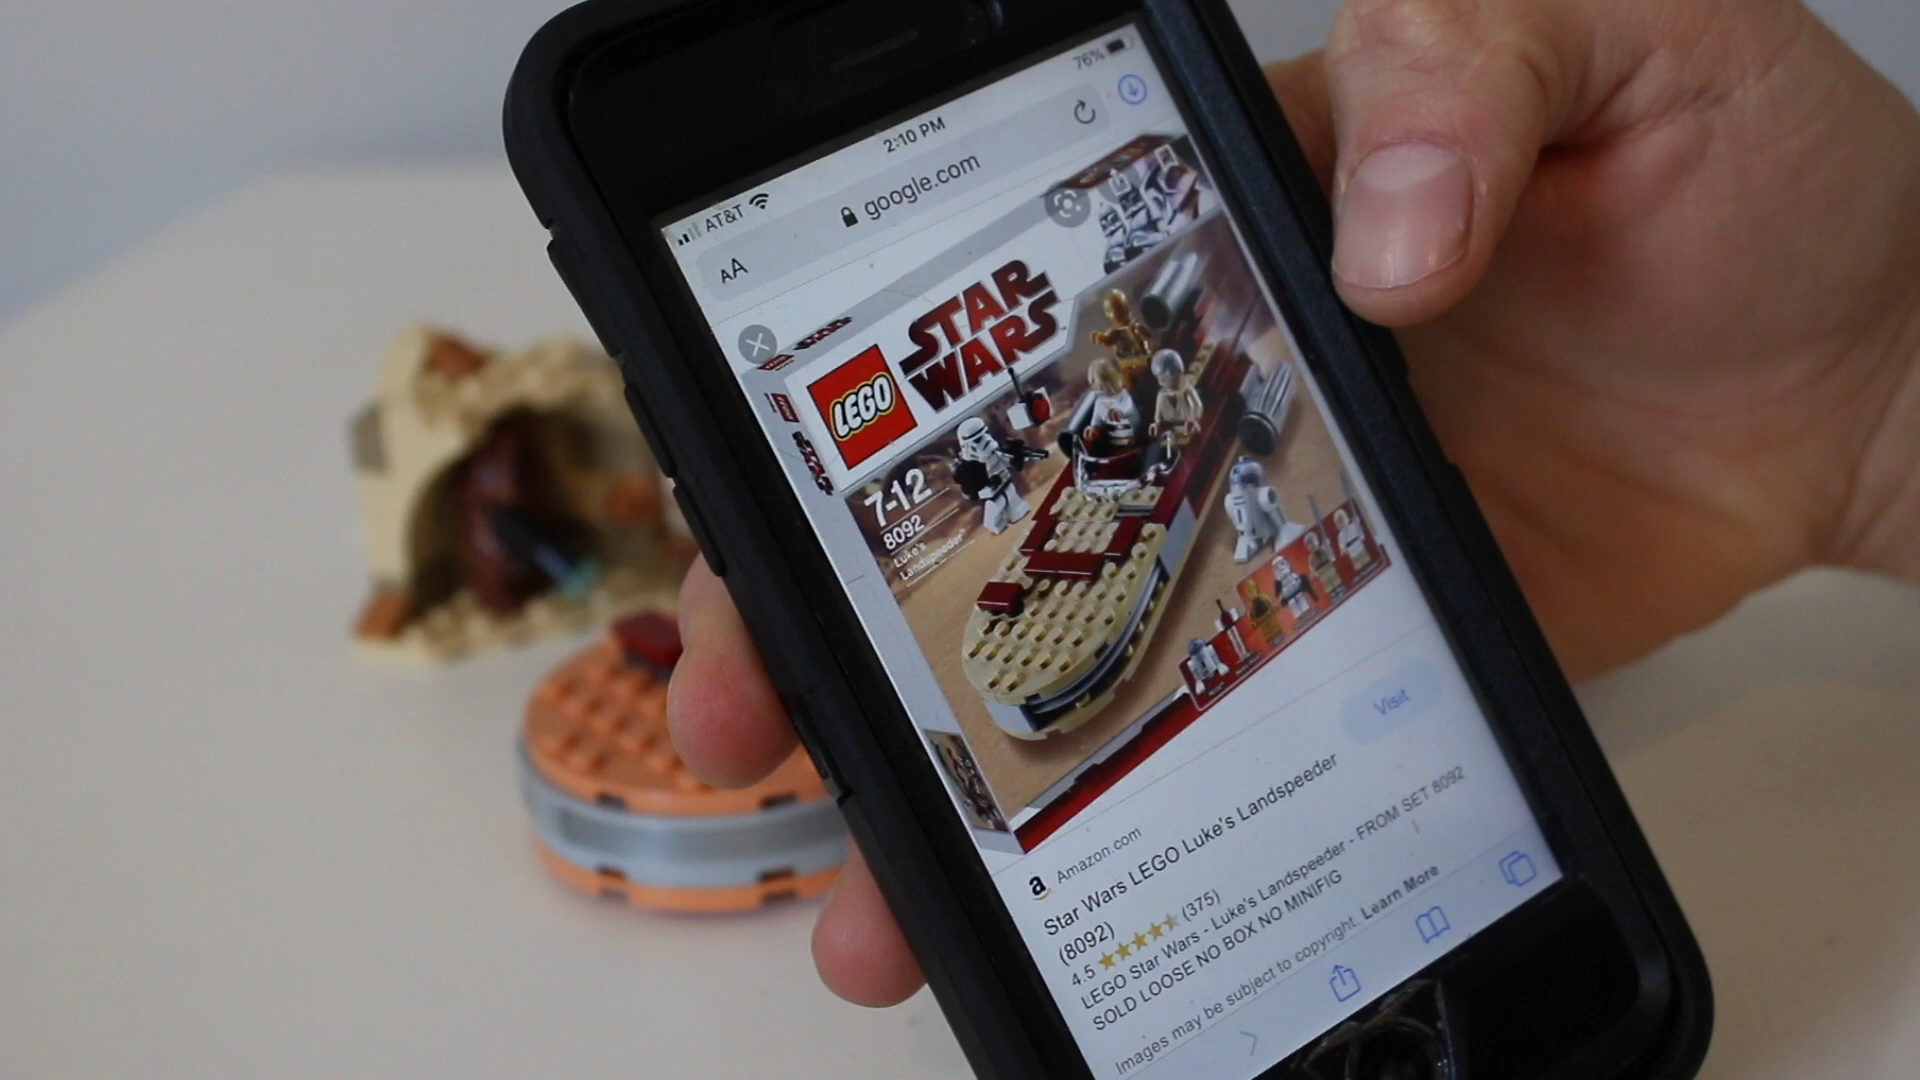 AT&T
2:10 PM
76%
AA
google.com
LEGO
STAR
WARS
7-12
8092
Luke's
Landspeeder
Visit
a Amazon.com
Star Wars LEGO Luke's Landspeeder
(8092)
4.5 (375)
LEGO Star Wars - Luke's Landspeeder - FROM SET 8092
SOLD LOOSE NO BOX NO MINIFIG
Images may be subject to copyright. Learn More